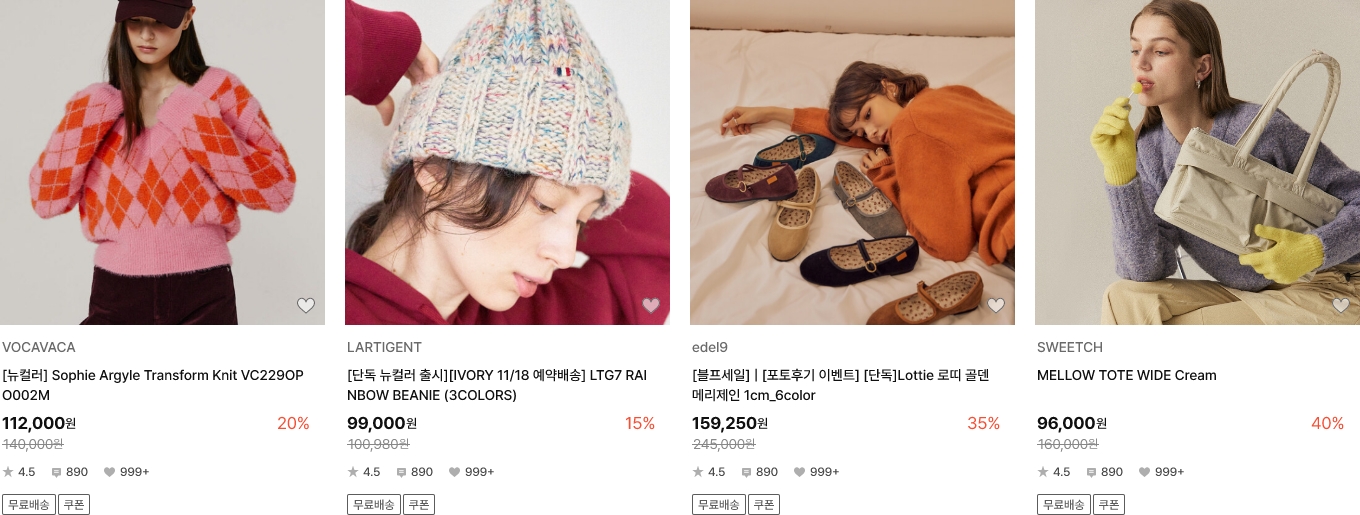 VOCAVACA
[뉴컬러] Sophie Argyle Transform Knit VC229OP
O002M
112,000원 20%
140,000원
4.5 890 999+
무료배송 쿠폰
LARTIGENT
[단독 뉴컬러 출시][IVORY 11/18 예약배송] LTG7 RAI
NBOW BEANIE (3COLORS)
99,000원 15%
100,980원
4.5 890 999+
무료배송 쿠폰
edel9
[블프세일] | [포토후기 이벤트] [단독]Lottie 로띠 골덴
메리제인 1cm_6color
159,250원 35%
245,000원
4.5 890 999+
무료배송 쿠폰
SWEETCH
MELLOW TOTE WIDE Cream
96,000원 40%
160,000원
4.5 890 999+
무료배송 쿠폰